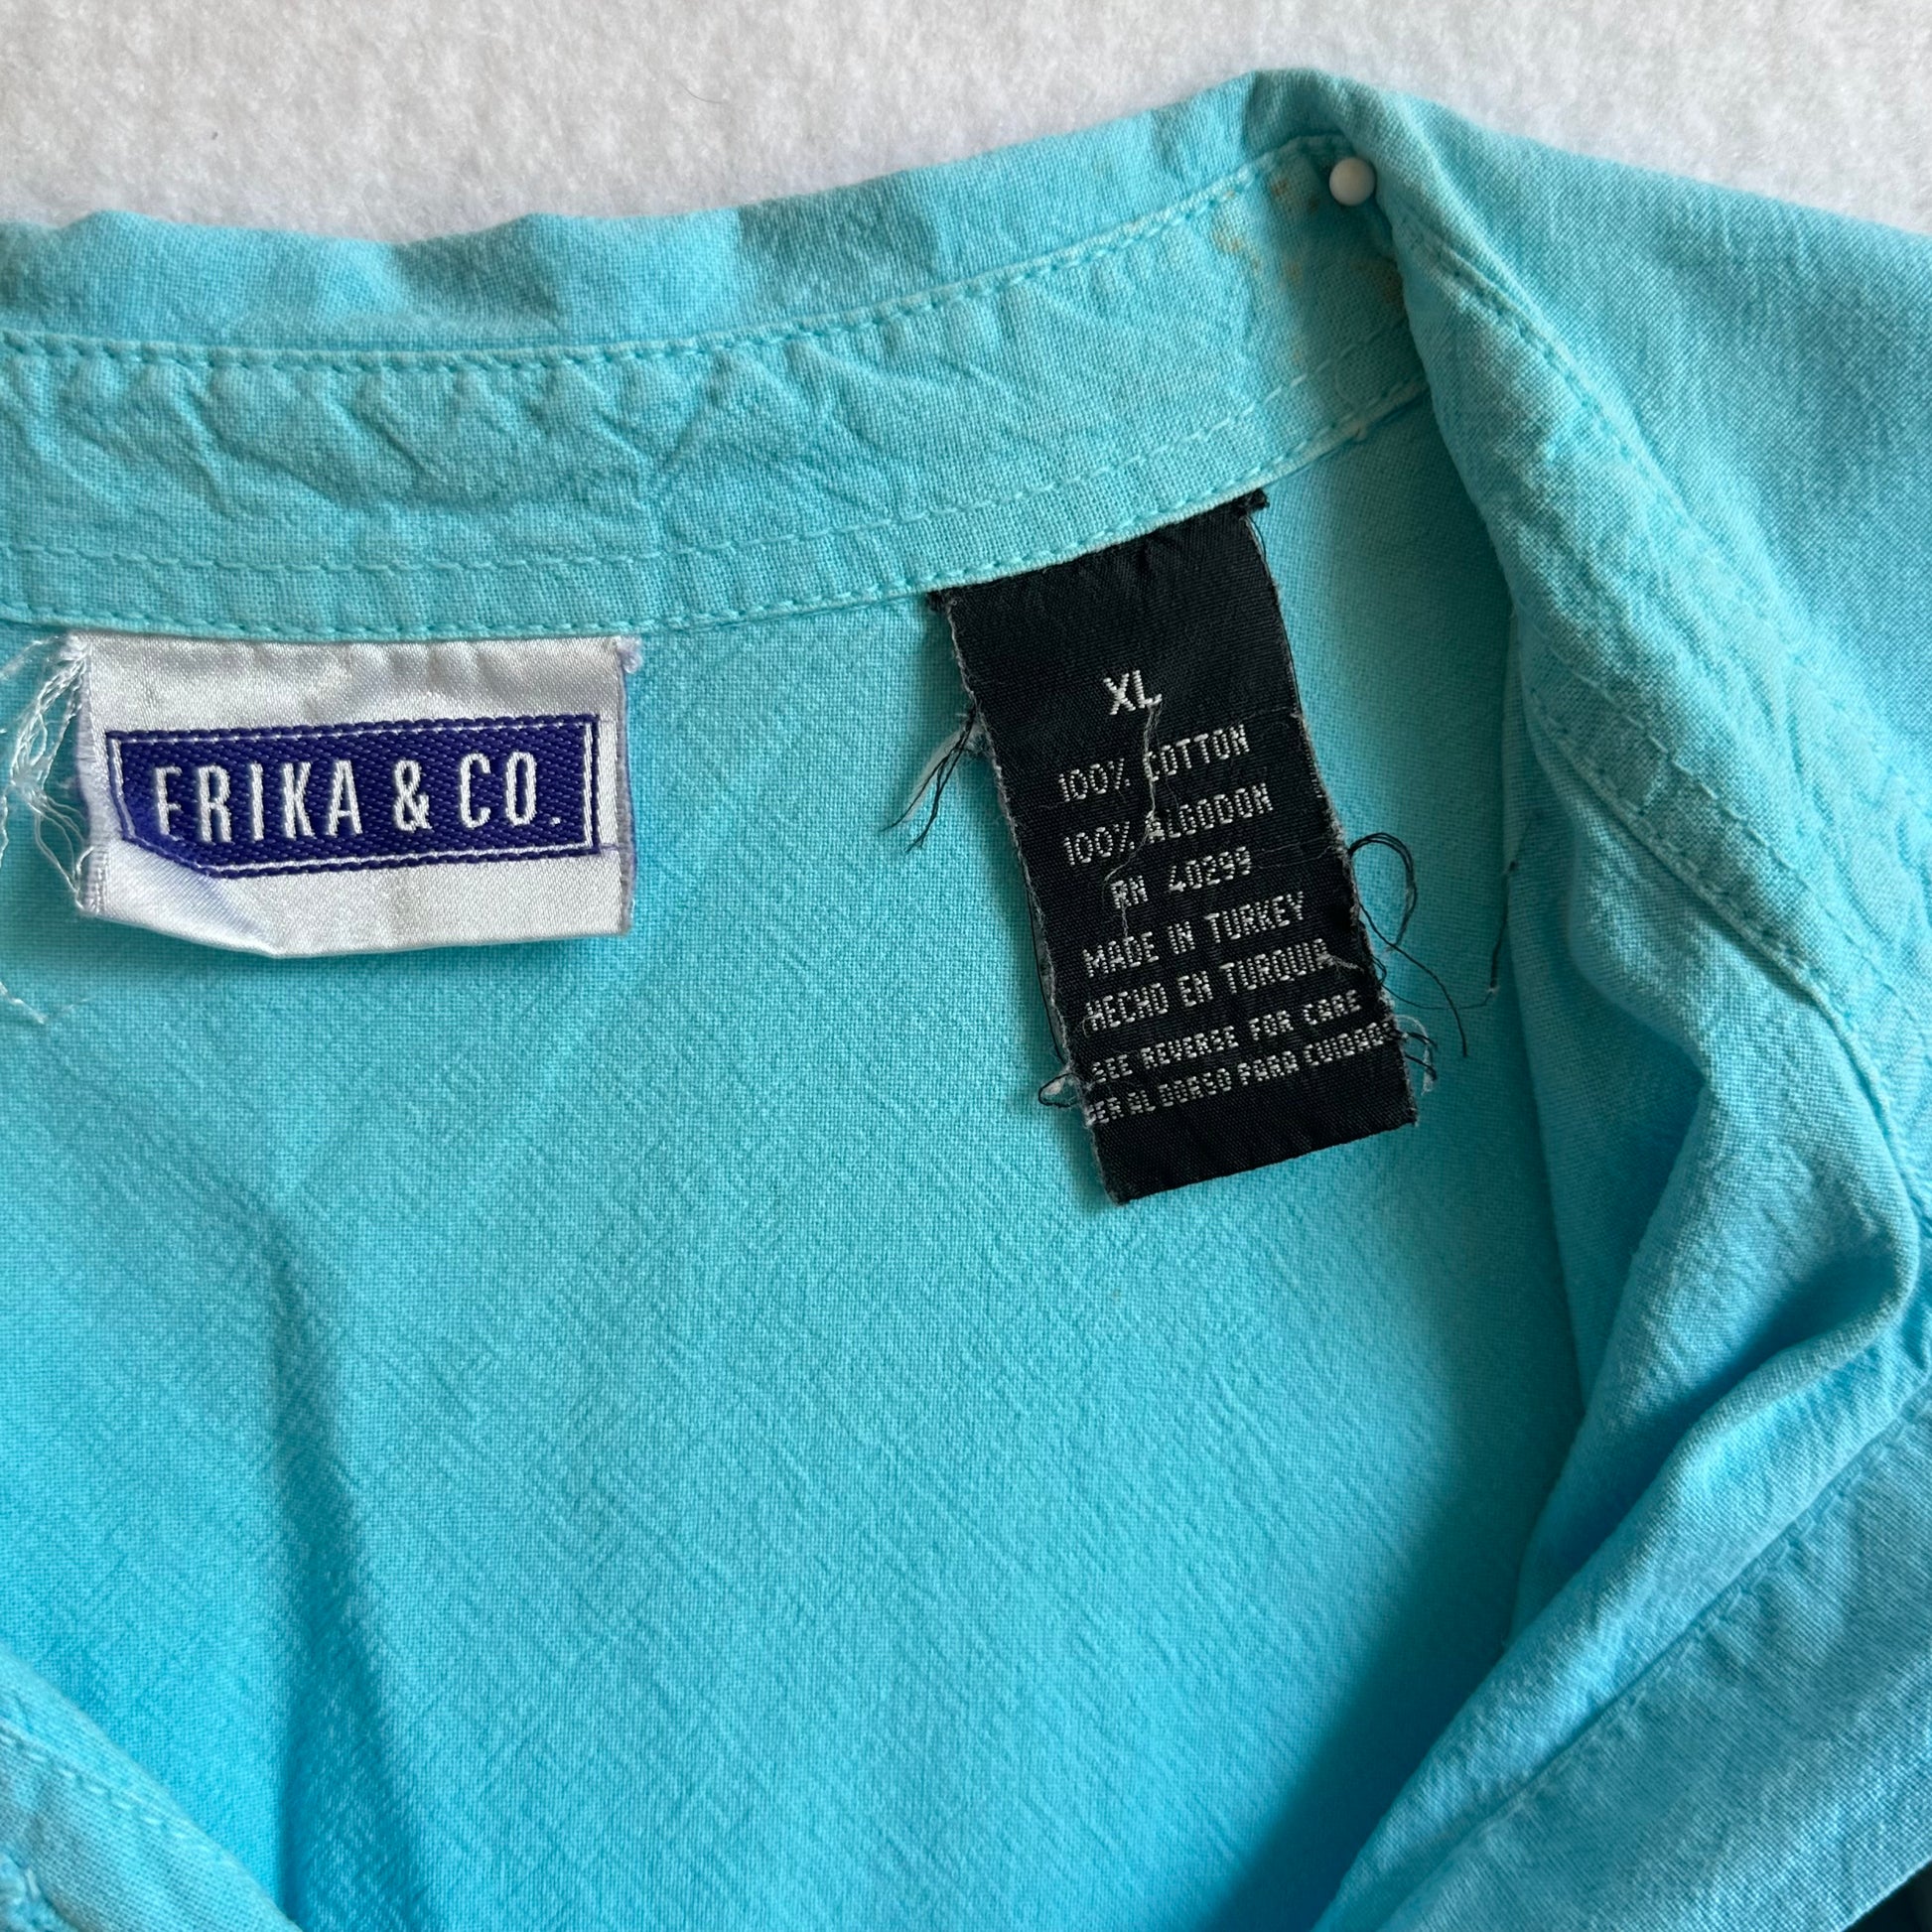 ERIKA & CO.
XL
100% COTTON
100% ALGODON
RN 40299
MADE IN TURKEY
HECHO EN TURQUIA
SEE REVERSE FOR CARE
VER AL DORSO PARA CUIDADO